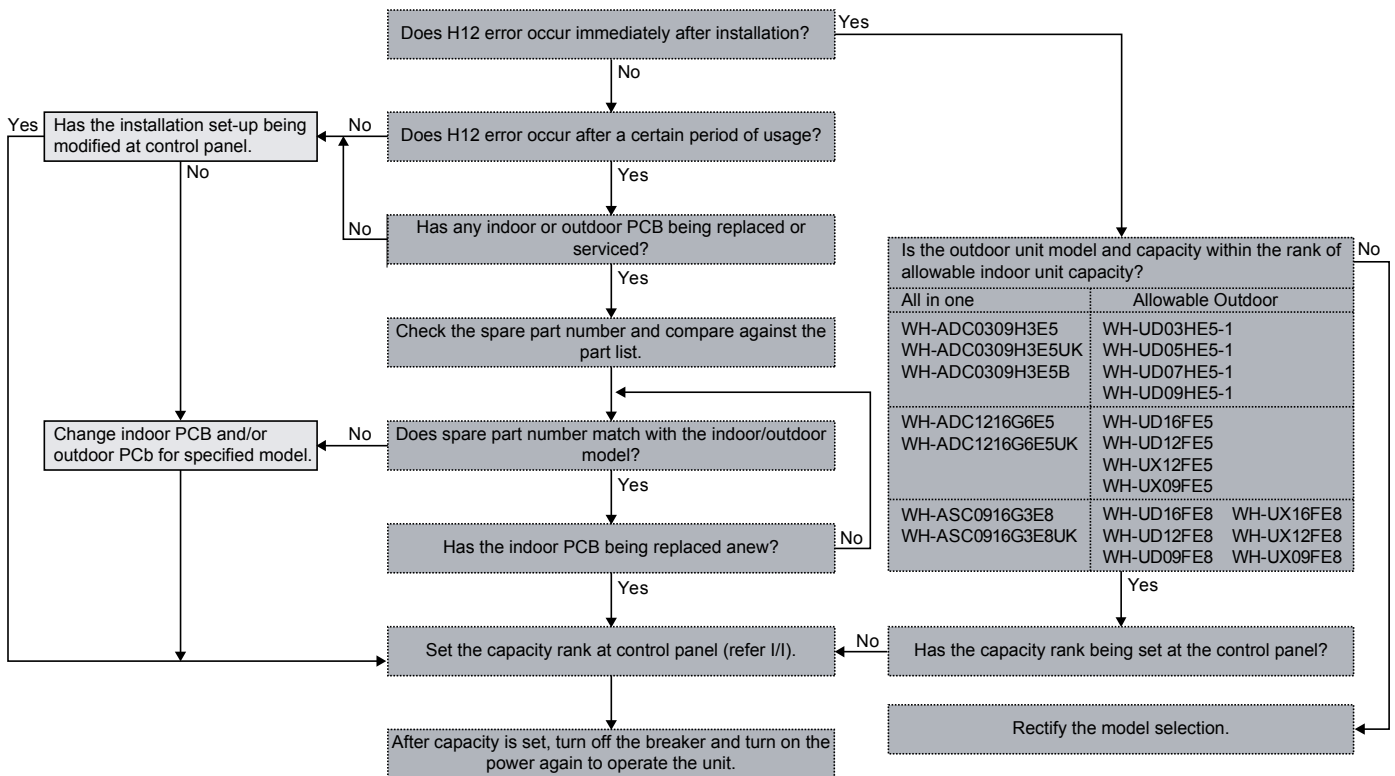 Does H12 error occur immediately after installation?
Yes
No
Yes
Has the installation set-up being
modified at control panel.
No
Does H12 error occur after a certain period of usage?
No
Yes
No
Has any indoor or outdoor PCB being replaced or
serviced?
Yes
Is the outdoor unit model and capacity within the rank of
allowable indoor unit capacity?
No
All in one
Allowable Outdoor
WH-ADC0309H3E5
WH-ADC0309H3E5UK
WH-ADC0309H3E5B
WH-UD03HE5-1
WH-UD05HE5-1
WH-UD07HE5-1
WH-UD09HE5-1
WH-ADC1216G6E5
WH-ADC1216G6E5UK
WH-UD16FE5
WH-UD12FE5
WH-UX12FE5
WH-UX09FE5
WH-ASC0916G3E8
WH-ASC0916G3E8UK
WH-UD16FE8 WH-UX16FE8
WH-UD12FE8 WH-UX12FE8
WH-UD09FE8 WH-UX09FE8
Yes
Check the spare part number and compare against the
part list.
Change indoor PCB and/or
outdoor PCb for specified model.
No
Does spare part number match with the indoor/outdoor
model?
Yes
Has the indoor PCB being replaced anew?
No
Yes
Set the capacity rank at control panel (refer I/I).
No
Has the capacity rank being set at the control panel?
After capacity is set, turn off the breaker and turn on the
power again to operate the unit.
Rectify the model selection.